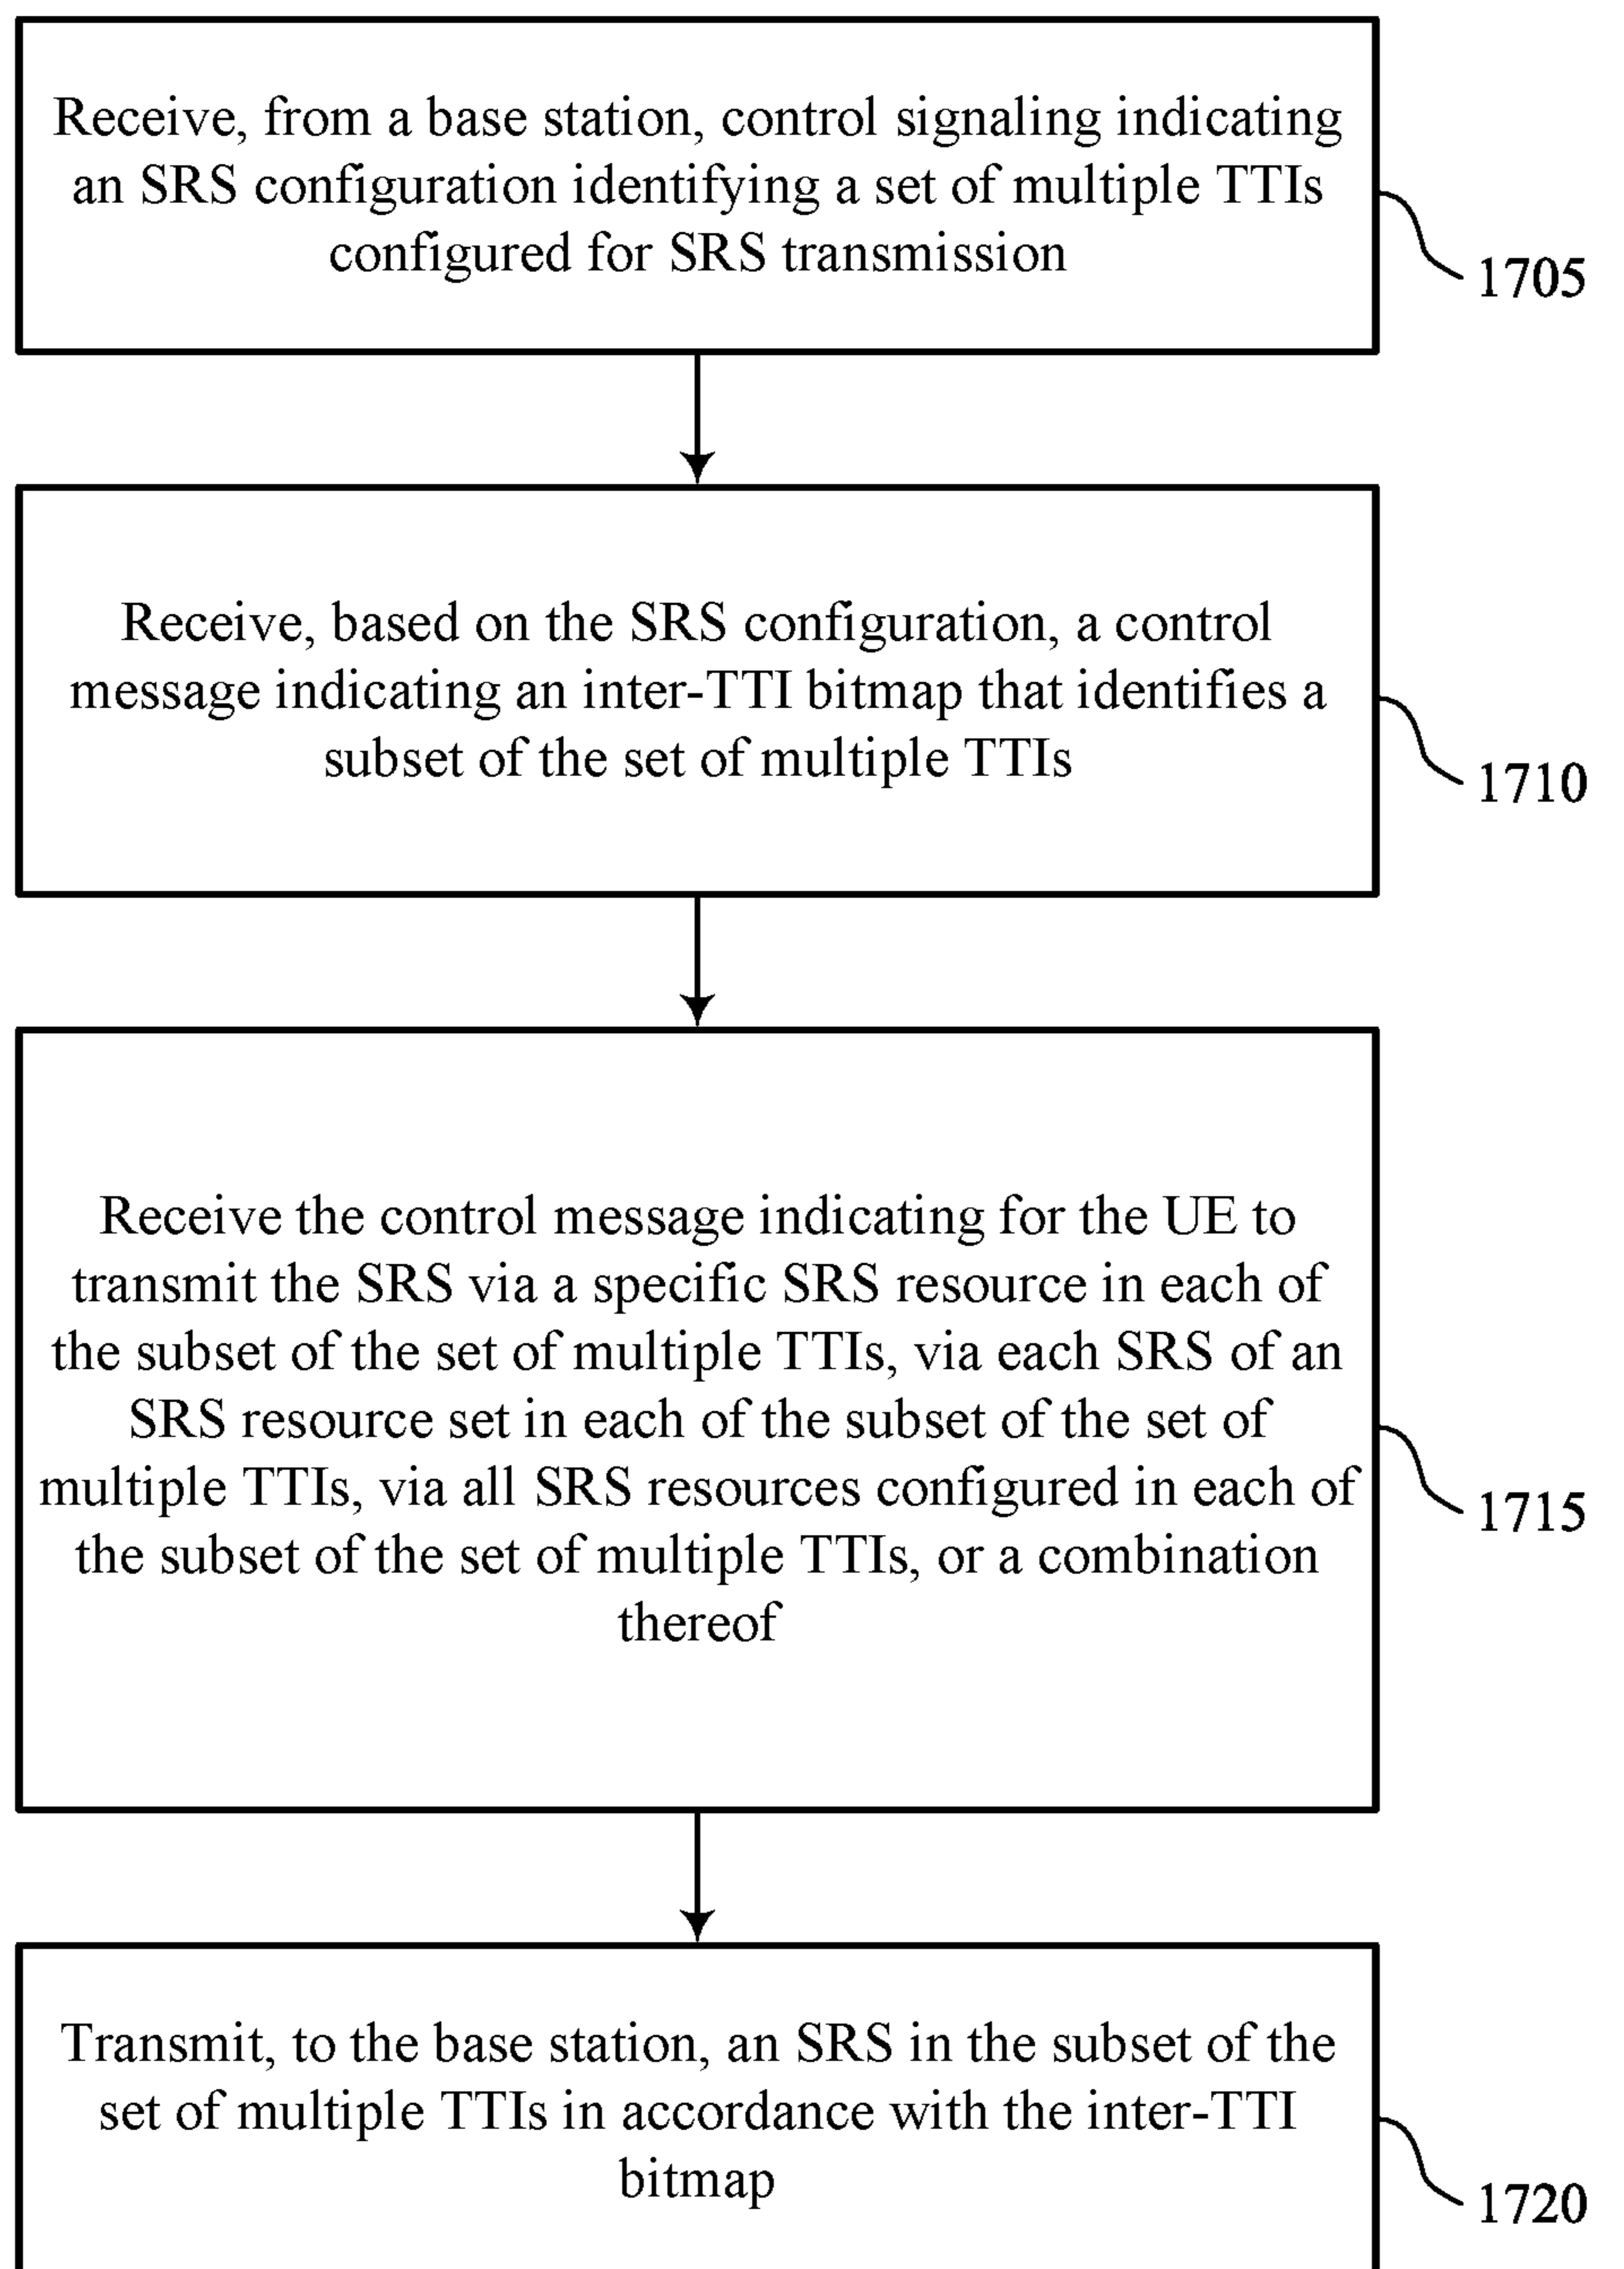 Receive, from a base station, control signaling indicating
an SRS configuration identifying a set of multiple TTIs
configured for SRS transmission
1705
Receive, based on the SRS configuration, a control
message indicating an inter-TTI bitmap that identifies a
subset of the set of multiple TTIs
1710
Receive the control message indicating for the UE to
transmit the SRS via a specific SRS resource in each of
the subset of the set of multiple TTIs, via each SRS of an
SRS resource set in each of the subset of the set of
multiple TTIs, via all SRS resources configured in each of
the subset of the set of multiple TTIs, or a combination
thereof
1715
Transmit, to the base station, an SRS in the subset of the
set of multiple TTIs in accordance with the inter-TTI
bitmap
1720